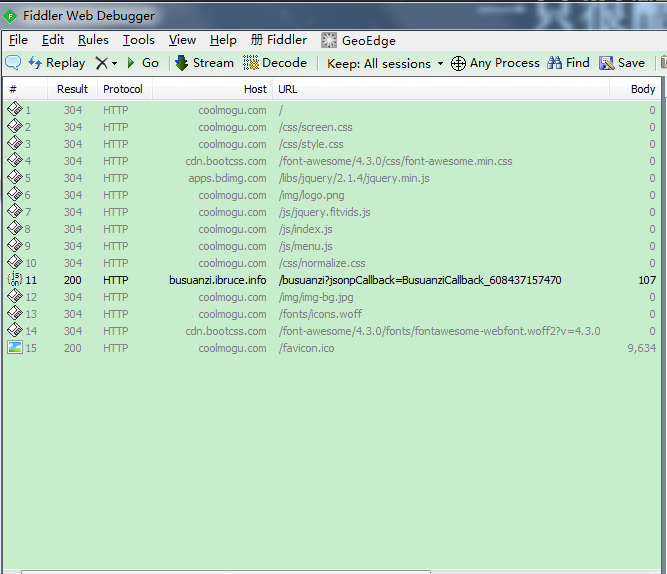 Fiddler Web Debugger
File Edit Rules Tools View Help 册 Fiddler GeoEdge
Replay Go Stream Decode Keep: All sessions Any Process Find Save
# Result Protocol Host URL Body
1 304 HTTP coolmogu.com / 0
2 304 HTTP coolmogu.com /css/screen.css 0
3 304 HTTP coolmogu.com /css/style.css 0
4 304 HTTP cdn.bootcss.com /font-awesome/4.3.0/css/font-awesome.min.css 0
5 304 HTTP apps.bdimg.com /libs/jquery/2.1.4/jquery.min.js 0
6 304 HTTP coolmogu.com /img/logo.png 0
7 304 HTTP coolmogu.com /js/jquery.fitvids.js 0
8 304 HTTP coolmogu.com /js/index.js 0
9 304 HTTP coolmogu.com /js/menu.js 0
10 304 HTTP coolmogu.com /css/normalize.css 0
11 200 HTTP busuanzi.ibruce.info /busuanzi?jsonpCallback=BusuanziCallback_608437157470 107
12 304 HTTP coolmogu.com /img/img-bg.jpg 0
13 304 HTTP coolmogu.com /fonts/icons.woff 0
14 304 HTTP cdn.bootcss.com /font-awesome/4.3.0/fonts/fontawesome-webfont.woff2?v=4.3.0 0
15 200 HTTP coolmogu.com /favicon.ico 9,634